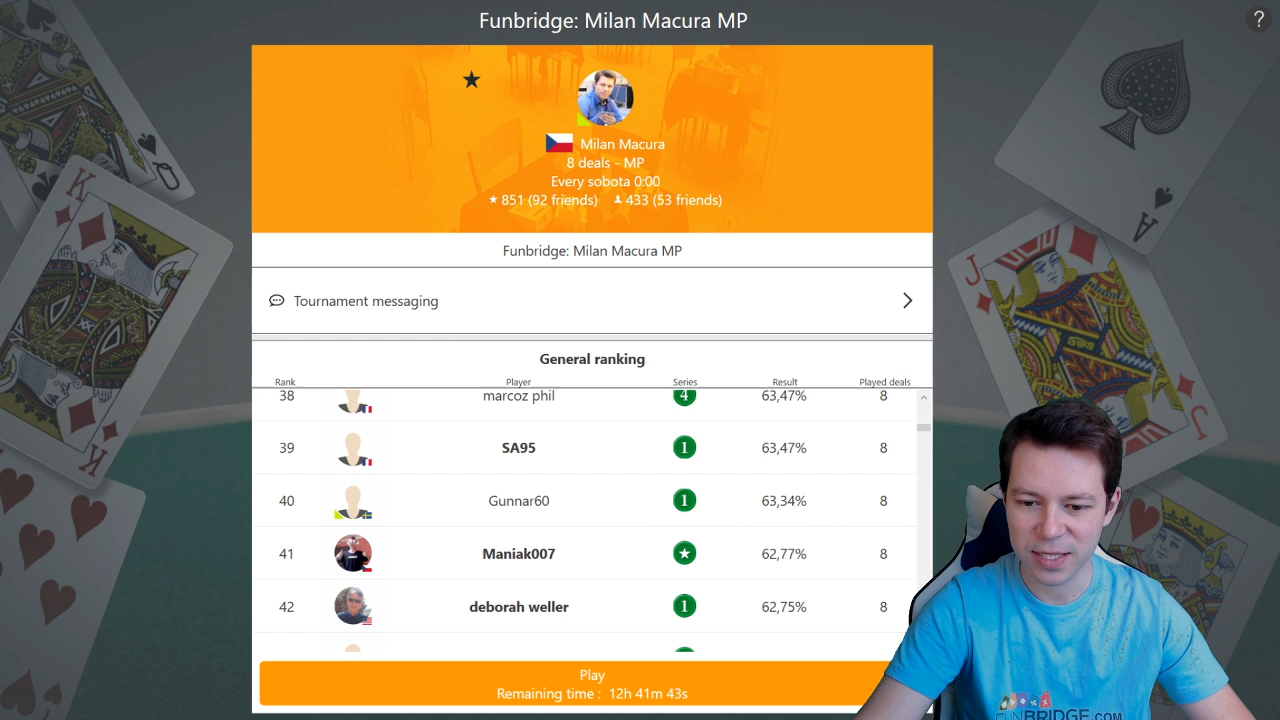 Funbridge: Milan Macura MP
?
Milan Macura
8 deals - MP
Every sobota 0:00
851 (92 friends) 433 (53 friends)
Funbridge: Milan Macura MP
Tournament messaging
General ranking
Rank Player Series Result Played deals
38 marcoz phil 4 63,47% 8
39 SA95 1 63,47% 8
40 Gunnar60 1 63,34% 8
41 Maniak007 62,77% 8
42 deborah weller 1 62,75% 8
Play
Remaining time : 12h 41m 43s
K
K
A
J
J
FUNBRIDGE.COM